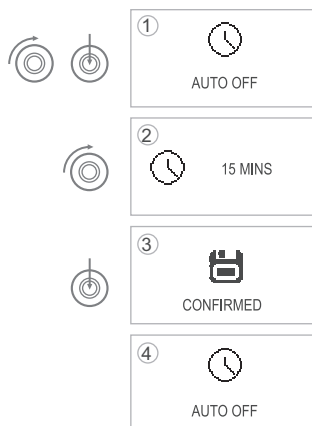 1
AUTO OFF
2
15 MINS
3
CONFIRMED
4
AUTO OFF